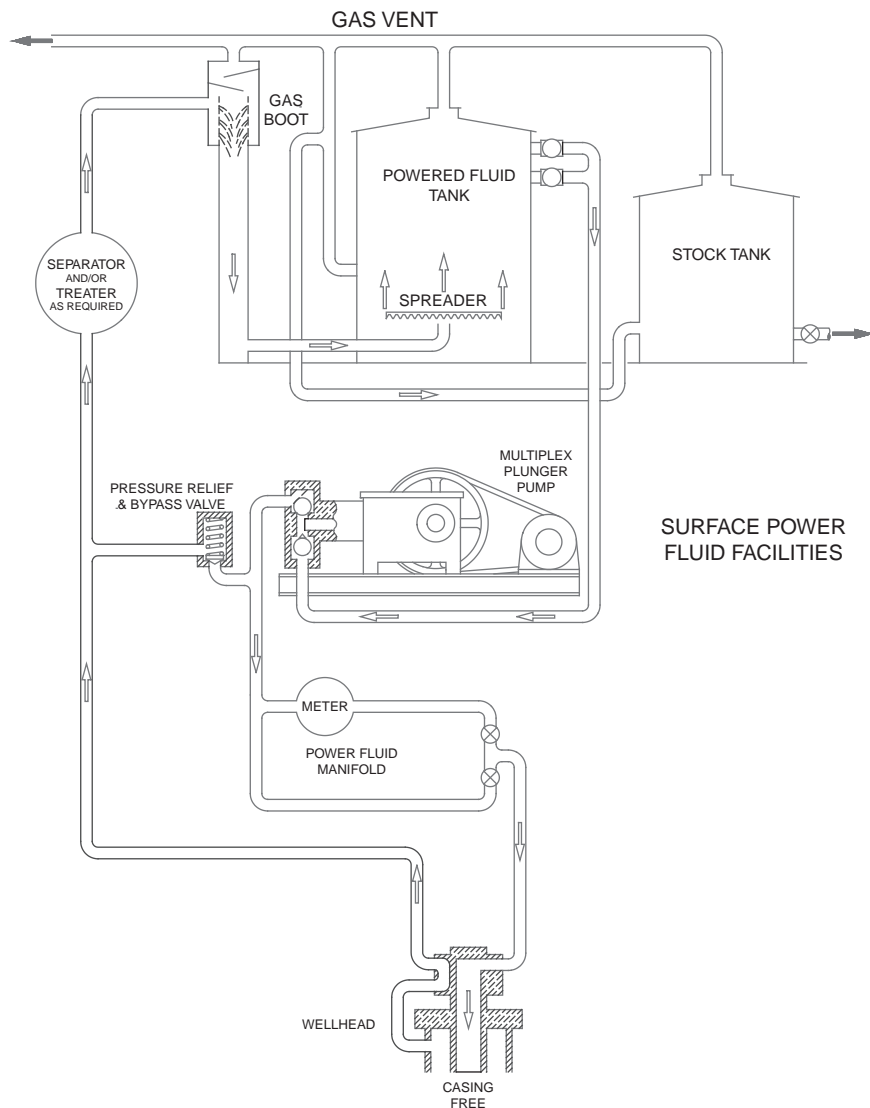 GAS VENT
GAS
BOOT
POWERED FLUID
TANK
STOCK TANK
SEPARATOR
AND/OR
TREATER
AS REQUIRED
SPREADER
MULTIPLEX
PLUNGER
PUMP
PRESSURE RELIEF
.& BYPASS VALVE
SURFACE POWER
FLUID FACILITIES
METER
POWER FLUID
MANIFOLD
WELLHEAD
CASING
FREE